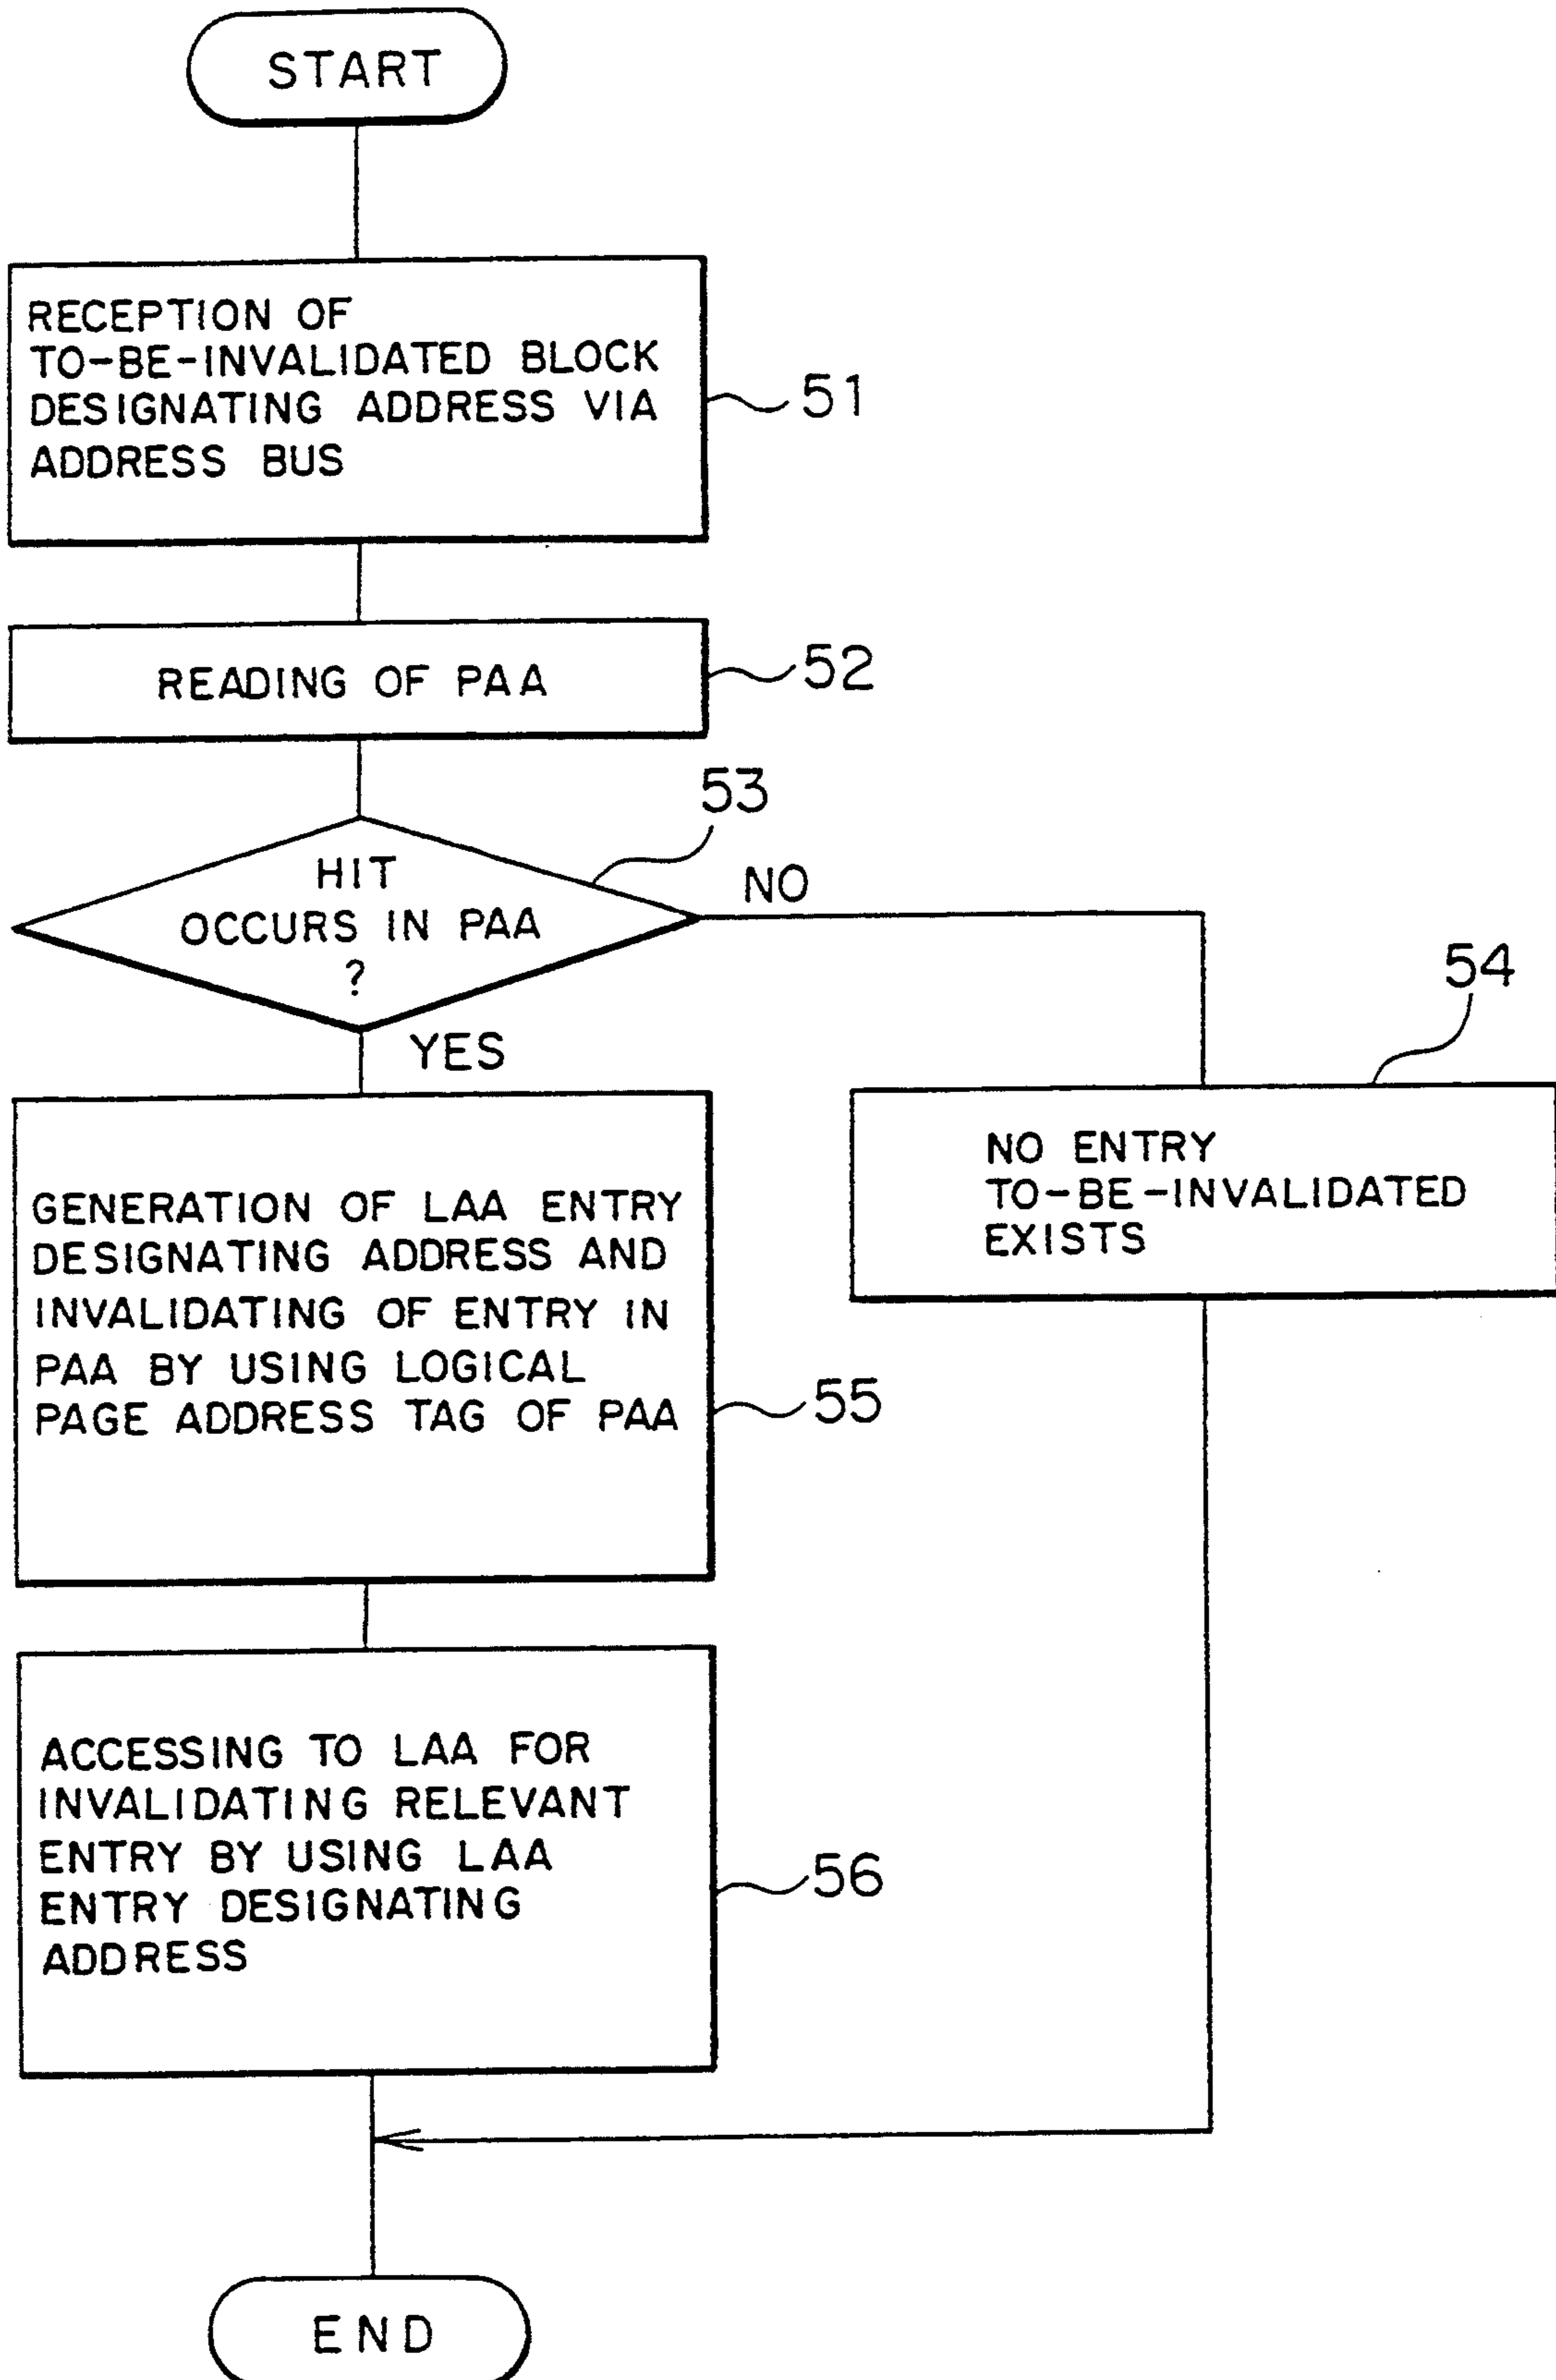 START
RECEPTION OF
TO-BE-INVALIDATED BLOCK
DESIGNATING ADDRESS VIA
ADDRESS BUS
51
READING OF PAA
52
53
HIT
OCCURS IN PAA
?
NO
YES
54
NO ENTRY
TO-BE-INVALIDATED
EXISTS
GENERATION OF LAA ENTRY
DESIGNATING ADDRESS AND
INVALIDATING OF ENTRY IN
PAA BY USING LOGICAL
PAGE ADDRESS TAG OF PAA
55
ACCESSING TO LAA FOR
INVALIDATING RELEVANT
ENTRY BY USING LAA
ENTRY DESIGNATING
ADDRESS
56
END